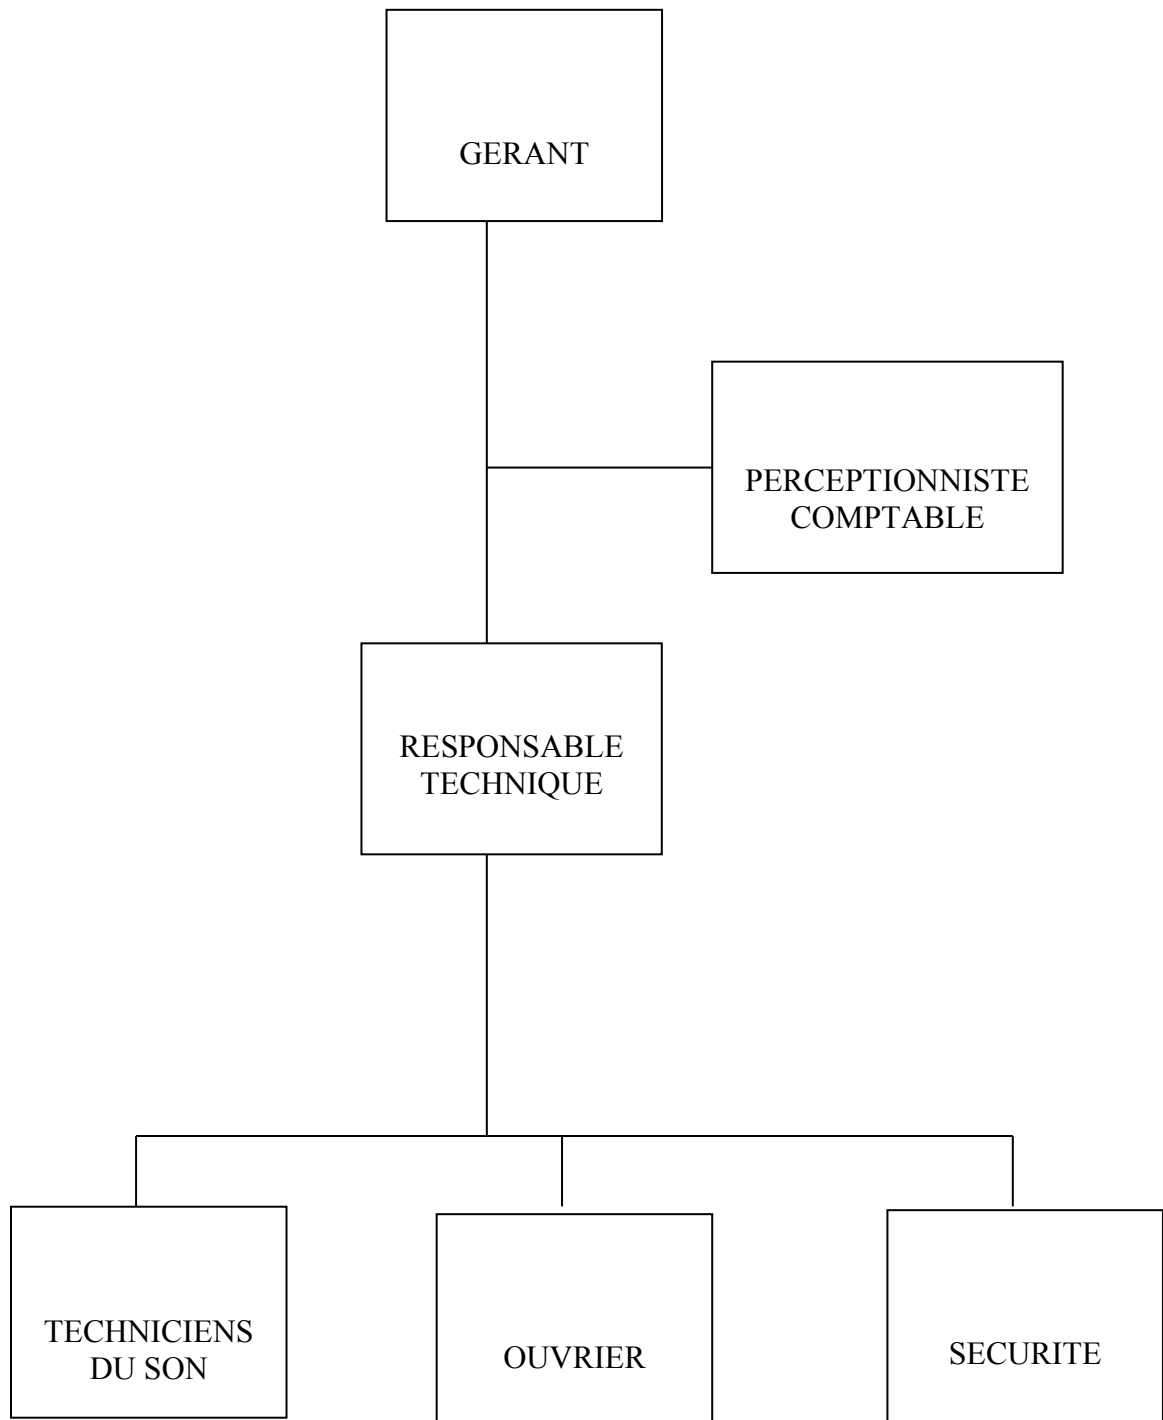 GERANT
PERCEPTIONNISTE
COMPTABLE
RESPONSABLE
TECHNIQUE
TECHNICIENS
DU SON
OUVRIER
SECURITE